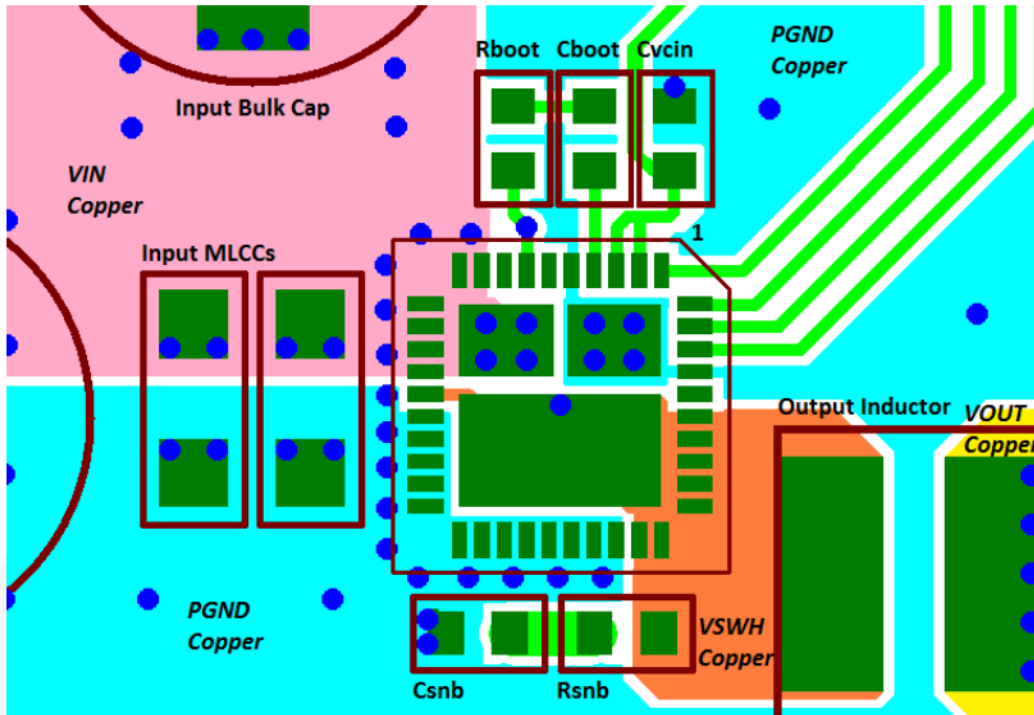 Rboot Cboot Cvcin
PGND
Copper
Input Bulk Cap
VIN
Copper
1
Input MLCCs
Output Inductor
VOUT
Copper
PGND
Copper
VSWH
Copper
Csnb
Rsnb